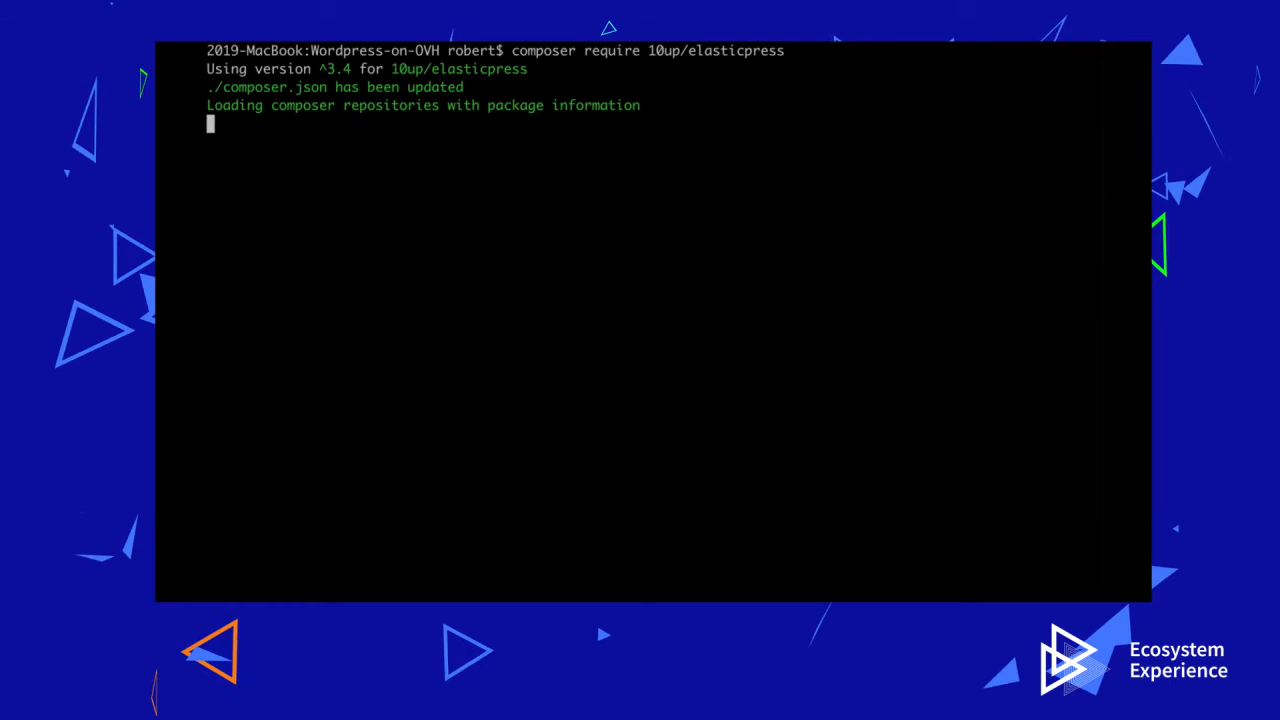 2019-MacBook:Wordpress-on-OVH robert$ composer require 10up/elasticpress
Using version ^3.4 for 10up/elasticpress
./composer.json has been updated
Loading composer repositories with package information
Ecosystem
Experience